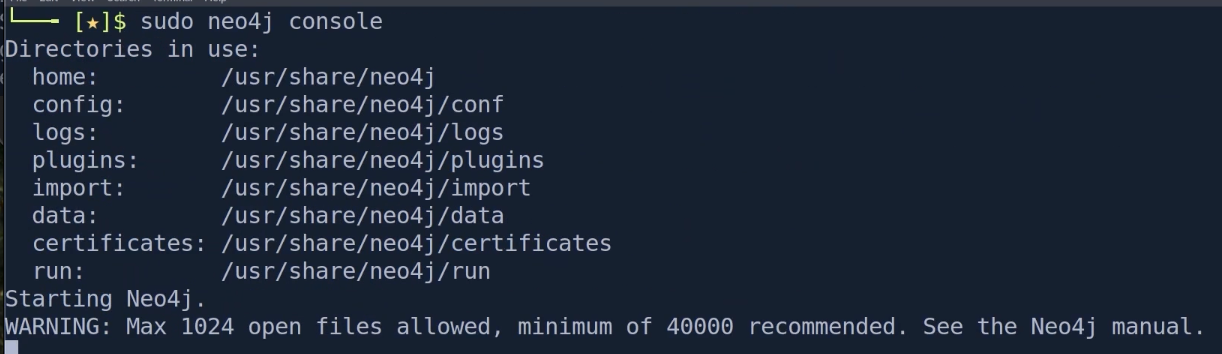 [★]$ sudo neo4j console
Directories in use:
home: /usr/share/neo4j
config: /usr/share/neo4j/conf
logs: /usr/share/neo4j/logs
plugins: /usr/share/neo4j/plugins
import: /usr/share/neo4j/import
data: /usr/share/neo4j/data
certificates: /usr/share/neo4j/certificates
run: /usr/share/neo4j/run
Starting Neo4j.
WARNING: Max 1024 open files allowed, minimum of 40000 recommended. See the Neo4j manual.